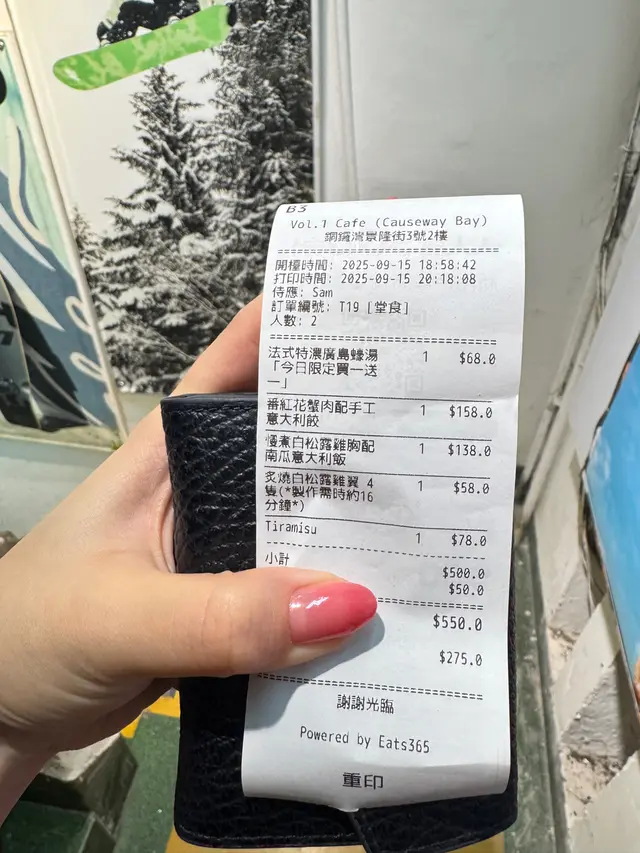 B3
Vol.1 Cafe (Causeway Bay)
銅鑼灣景隆街3號2樓
開檯時間: 2025-09-15 18:58:42
打印時間: 2025-09-15 20:18:08
侍應: Sam
訂單編號: T19 [堂食]
人數: 2
法式特濃廣島蠔湯 1 $68.0
「今日限定買一送
一」
番紅花蟹肉配手工 1 $158.0
意大利餃
慢煮白松露雞胸配 1 $138.0
南瓜意大利飯
炙燒白松露雞翼 4 1 $58.0
隻(*製作需時約16
分鐘*)
Tiramisu 1 $78.0
小計
$500.0
$50.0
$550.0
$275.0
謝謝光臨
Powered by Eats365
重印